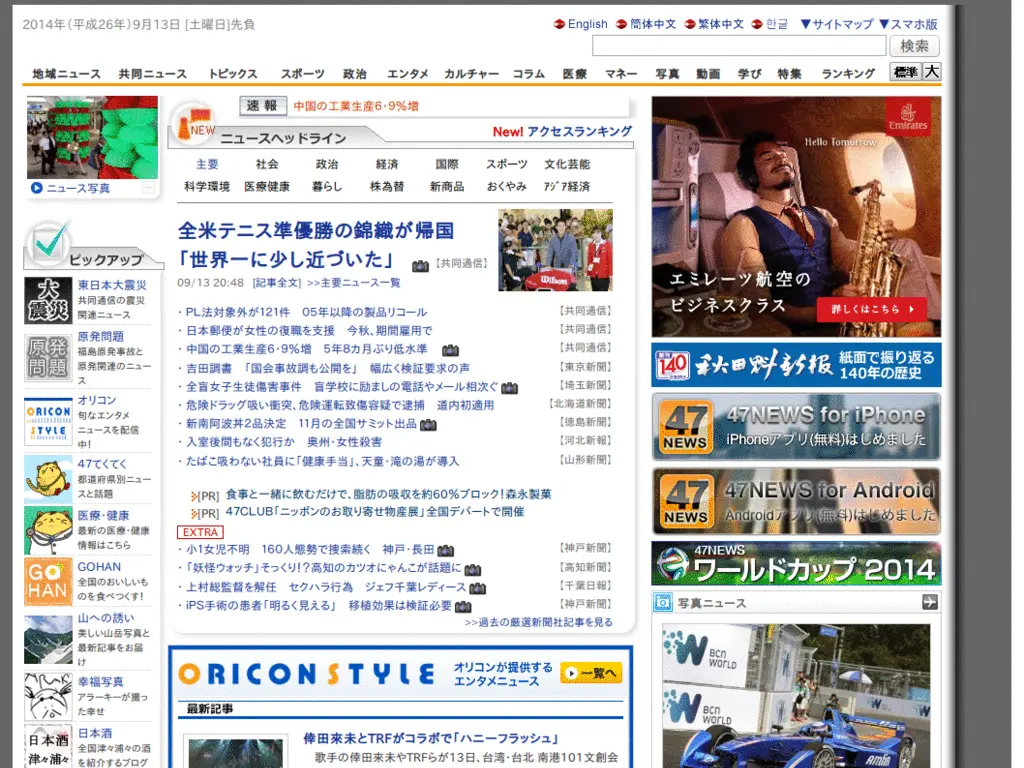 2014年(平成26年)9月13日 [土曜日]先負
English 简体中文 繁体中文 한글 ▼サイトマップ ▼スマホ版
検索
地域ニュース 共同ニュース トピックス スポーツ 政治 エンタメ カルチャー コラム 医療 マネー 写真 動画 学び 特集 ランキング 標準 大
速報 中国の工業生産6・9%増
NEW ニュースヘッドライン New! アクセスランキング
主要 社会 政治 経済 国際 スポーツ 文化芸能
科学環境 医療健康 暮らし 株為替 新商品 おくやみ アジア経済
ニュース写真
全米テニス準優勝の錦織が帰国
「世界一に少し近づいた」 【共同通信】
09/13 20:48 [記事全文] >>主要ニュース一覧
Wilson
・PL法対象外が121件 05年以降の製品リコール 【共同通信】
・日本郵便が女性の復職を支援 今秋、期間雇用で 【共同通信】
・中国の工業生産6・9%増 5年8カ月ぶり低水準 【共同通信】
・吉田調書 「国会事故調も公開を」 幅広く検証要求の声 【東京新聞】
・全盲女子生徒傷害事件 盲学校に励ましの電話やメール相次ぐ 【埼玉新聞】
・危険ドラッグ吸い衝突、危険運転致傷容疑で逮捕 道内初適用 【北海道新聞】
・新南阿波丼2品決定 11月の全国サミット出品 【徳島新聞】
・入室後間もなく犯行か 奥州・女性殺害 【河北新報】
・たばこ吸わない社員に「健康手当」、天童・滝の湯が導入 【山形新聞】
[PR] 食事と一緒に飲むだけで、脂肪の吸収を約60%ブロック!森永製菓
[PR] 47CLUB「ニッポンのお取り寄せ物産展」全国デパートで開催
EXTRA
・小1女児不明 160人態勢で捜索続く 神戸・長田 【神戸新聞】
・「妖怪ウォッチ」そっくり!?高知のカツオにゃんこが話題に 【高知新聞】
・上村総監督を解任 セクハラ行為 ジェフ千葉レディース 【千葉日報】
・iPS手術の患者「明るく見える」 移植効果は検証必要 【神戸新聞】
>>過去の厳選新聞社記事を見る
ORICON STYLE オリコンが提供する
エンタメニュース
一覧へ
最新記事
倖田來未とTRFがコラボで「ハニーフラッシュ」
歌手の倖田來未やTRFらが13日、台湾・台北 南港101文創会
ピックアップ
大震災
東日本大震災
共同通信の震災
関連ニュース
原発問題
原発問題
福島原発事故と
原発関連のニュー
ス
ORICON STYLE
オリコン
旬なエンタメ
ニュースを配信
中!
47てくてく
都道府県別ニュー
スと話題
医療・健康
最新の医療・健康
情報はこちら
GOHAN
GOHAN
全国のおいしいも
のを食べつくす!
山への誘い
美しい山岳写真と
最新記事をお届
け
幸福写真
アラーキーが撮っ
た幸せ
日本酒
津々浦々
日本酒
全国津々浦々の酒
を紹介するブログ
Emirates
Hello Tomorrow
エミレーツ航空の
ビジネスクラス
詳しくはこちら
創刊 140 秋田魁新報 紙面で振り返る
140年の歴史
47 NEWS
47NEWS for iPhone
iPhoneアプリ(無料)はじめました
47 NEWS
47NEWS for Android
Androidアプリ(無料)はじめました
47NEWS
ワールドカップ 2014
写真ニュース
BCN
WORLD
BCN
WORLD